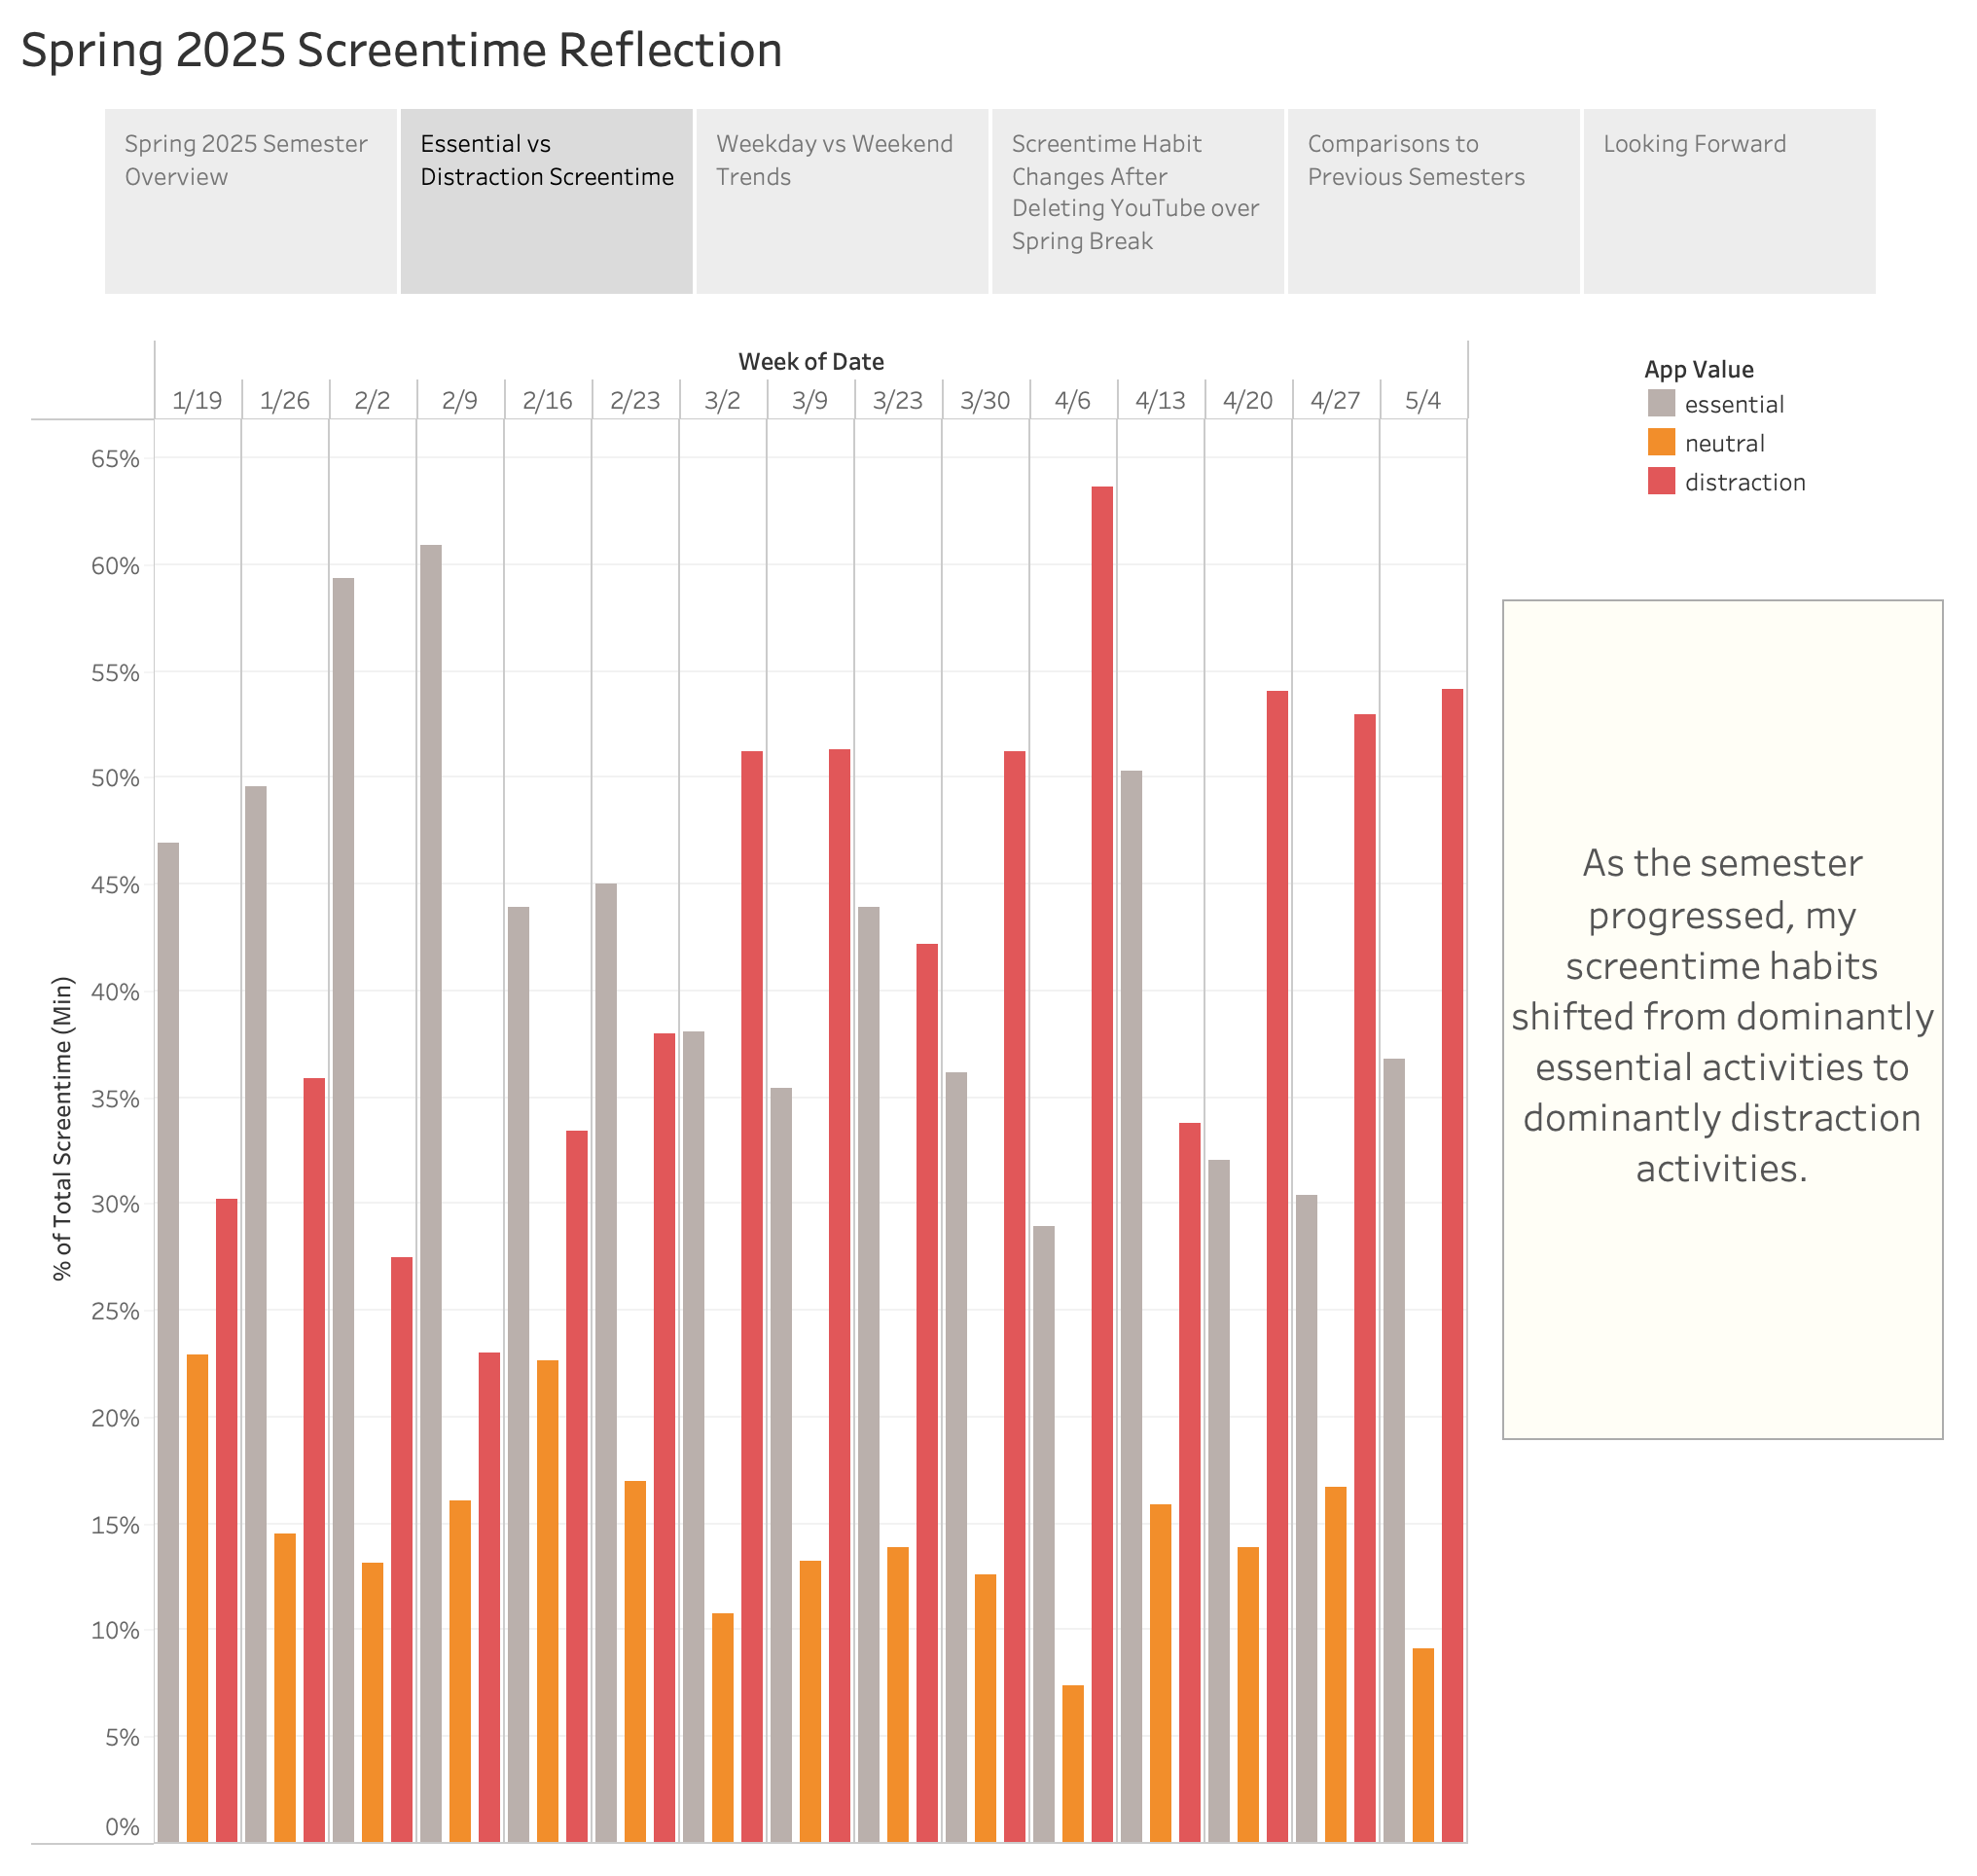 Spring 2025 Screentime Reflection
Spring 2025 Semester
Overview
Essential vs
Distraction Screentime
Weekday vs Weekend
Trends
Screentime Habit
Changes After
Deleting YouTube over
Spring Break
Comparisons to
Previous Semesters
Looking Forward
Week of Date
1/19 1/26 2/2 2/9 2/16 2/23 3/2 3/9 3/23 3/30 4/6 4/13 4/20 4/27 5/4
65%
60%
55%
50%
45%
40%
35%
30%
25%
20%
15%
10%
5%
0%
% of Total Screentime (Min)
App Value
essential
neutral
distraction
As the semester
progressed, my
screentime habits
shifted from dominantly
essential activities to
dominantly distraction
activities.